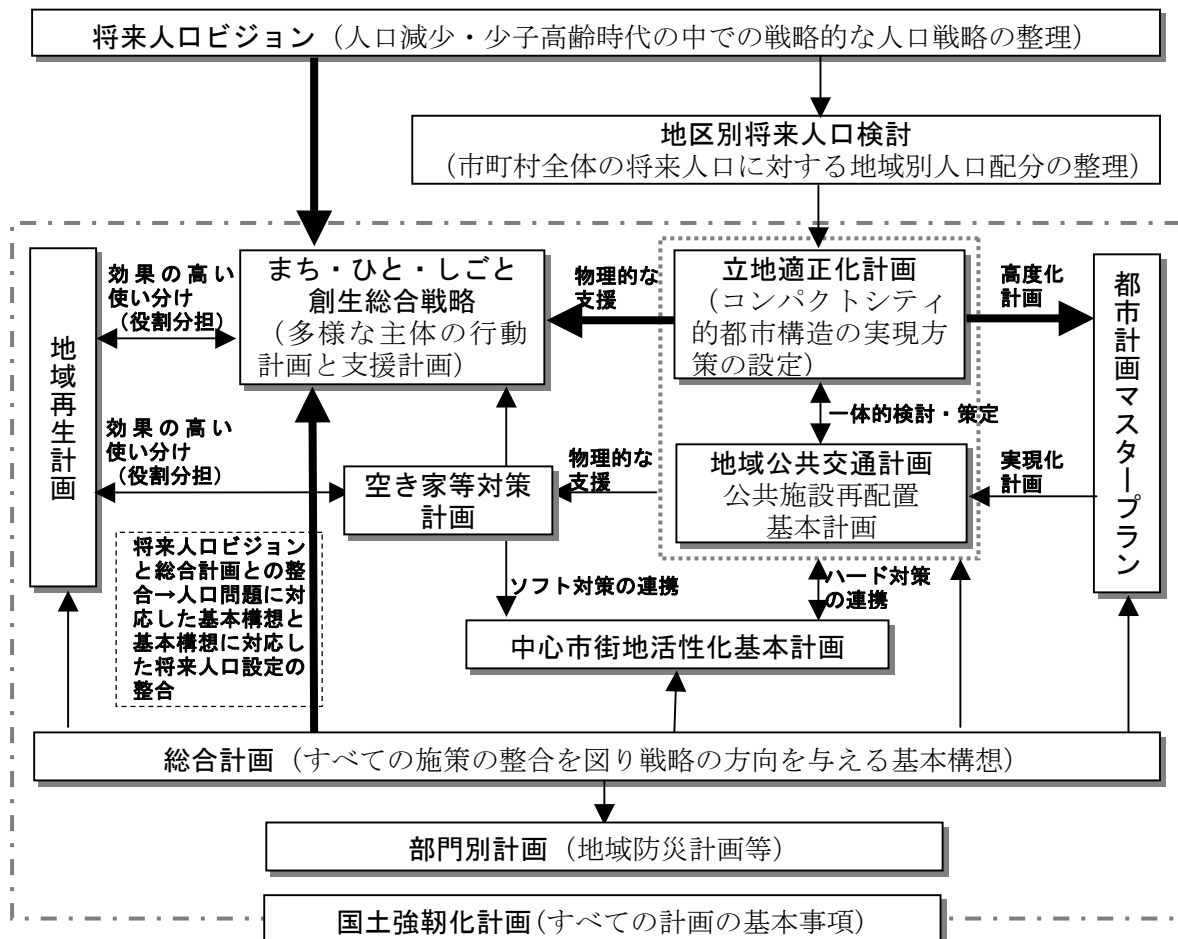 将来人口ビジョン（人口減少・少子高齢時代の中での戦略的な人口戦略の整理）
地区別将来人口検討
（市町村全体の将来人口に対する地域別人口配分の整理）
効果の高い
使い分け
（役割分担）
まち・ひと・しごと
創生総合戦略
（多様な主体の行動
計画と支援計画）
物理的な
支援
立地適正化計画
（コンパクトシティ
的都市構造の実現方
策の設定）
高度化
計画
都市計画マスタープラン
地域再生計画
一体的検討・策定
効果の高い
使い分け
（役割分担）
空き家等対策
計画
物理的な
支援
地域公共交通計画
公共施設再配置
基本計画
実現化
計画
将来人口ビジョン
と総合計画との整
合→人口問題に対
応した基本構想と
基本構想に対応し
た将来人口設定の
整合
ソフト対策の連携
ハード対策
の連携
中心市街地活性化基本計画
総合計画（すべての施策の整合を図り戦略の方向を与える基本構想）
部門別計画（地域防災計画等）
国土強靭化計画(すべての計画の基本事項）